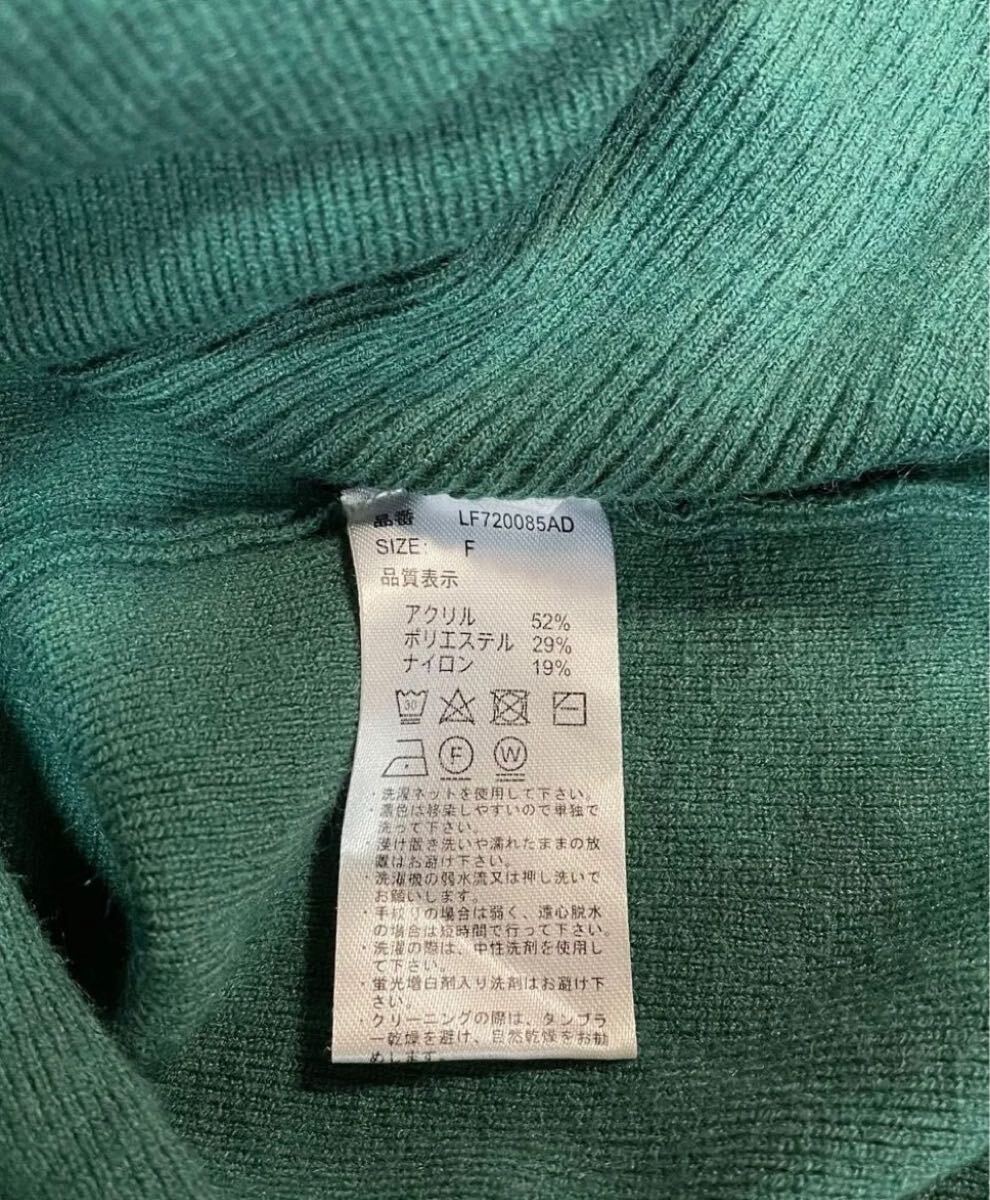 品番 LF720085AD
SIZE: F
品質表示
アクリル 52%
ポリエステル 29%
ナイロン 19%
30
F W
・洗濯ネットを使用して下さい。
・濃色は移染しやすいので単独で
洗って下さい。
・浸け置き洗いや濡れたままの放
置はお避け下さい。
・洗濯機の弱水流又は押し洗いで
お願いします。
・手絞りの場合は弱く、遠心脱水
の場合は短時間で行って下さい。
・洗濯の際は、中性洗剤を使用し
て下さい。
・蛍光増白剤入り洗剤はお避け下
さい。
・クリーニングの際は、タンブラ
ー乾燥を避け、自然乾燥をお勧
めします。